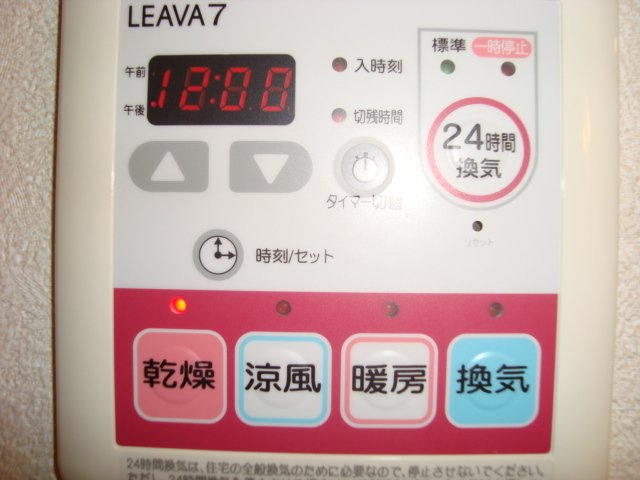 LEAVA 7
午前
12:00
午後
入時刻
切残時間
タイマー切替
標準 一時停止
24時間
換気
リセット
時刻/セット
乾燥 涼風 暖房 換気
24時間換気は、住宅の全般換気のために必要なので、停止させないでください。